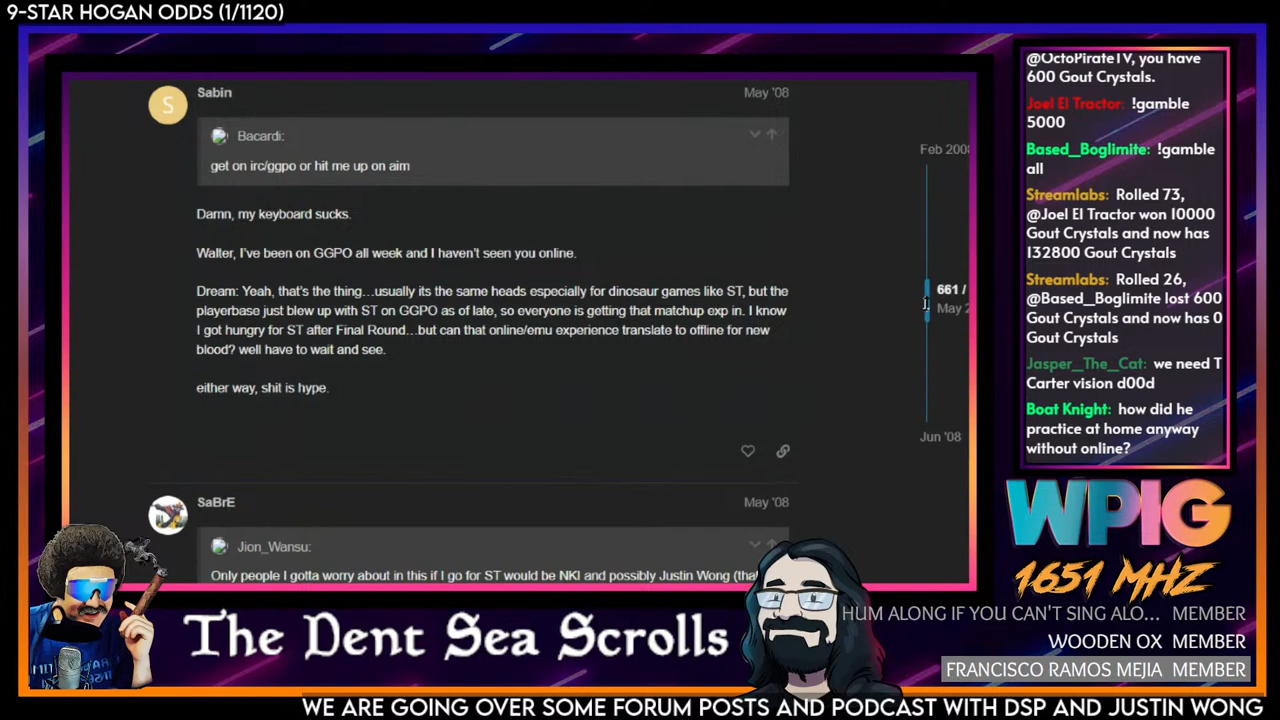 9-STAR HOGAN ODDS (1/1120)
S
Sabin
May '08
Bacardi:
get on irc/ggpo or hit me up on aim
Damn, my keyboard sucks.
Walter, I've been on GGPO all week and I haven't seen you online.
Dream: Yeah, that's the thing...usually its the same heads especially for dinosaur games like ST, but the
playerbase just blew up with ST on GGPO as of late, so everyone is getting that matchup exp in. I know
I got hungry for ST after Final Round...but can that online/emu experience translate to offline for new
blood? well have to wait and see.
either way, shit is hype.
Feb 2008
661 /
May 2
Jun '08
SaBrE
May '08
Jion_Wansu:
Only people I gotta worry about in this if I go for ST would be NKI and possibly Justin Wong (tha
@OctoPirateTV, you have
600 Gout Crystals.
Joel El Tractor: !gamble
5000
Based_Boglimite: !gamble
all
Streamlabs: Rolled 73,
@Joel El Tractor won 10000
Gout Crystals and now has
132800 Gout Crystals
Streamlabs: Rolled 26,
@Based_Boglimite lost 600
Gout Crystals and now has 0
Gout Crystals
Jasper_The_Cat: we need T
Carter vision d00d
Boat Knight: how did he
practice at home anyway
without online?
WPIG
1651 MHZ
The Dent Sea Scrolls
HUM ALONG IF YOU CAN'T SING ALO... MEMBER
WOODEN OX MEMBER
FRANCISCO RAMOS MEJIA MEMBER
WE ARE GOING OVER SOME FORUM POSTS AND PODCAST WITH DSP AND JUSTIN WONG